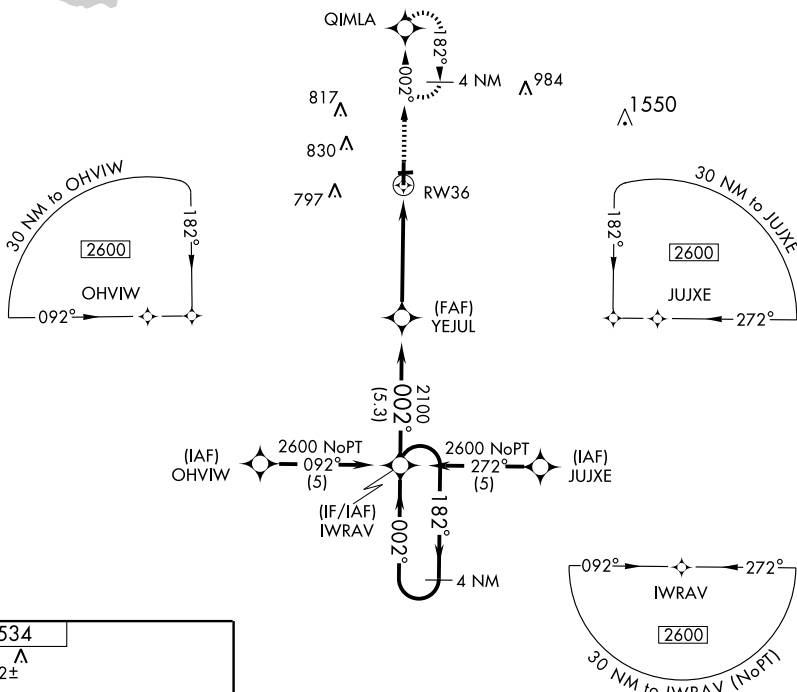 QIMLA
182°
002°
4 NM
984
817
1550
830
797
RW36
30 NM to OHVIW
182°
2600
OHVIW
092°
30 NM to JUJXE
182°
2600
JUJXE
272°
(FAF)
YEJUL
2100
002°
(5.3)
(IAF)
OHVIW
2600 NoPT
092°
(5)
2600 NoPT
272°
(5)
(IAF)
JUJXE
(IF/IAF)
IWRAV
002°
182°
4 NM
092°
272°
IWRAV
2600
30 NM to IWRAV (NoPT)
534
2±